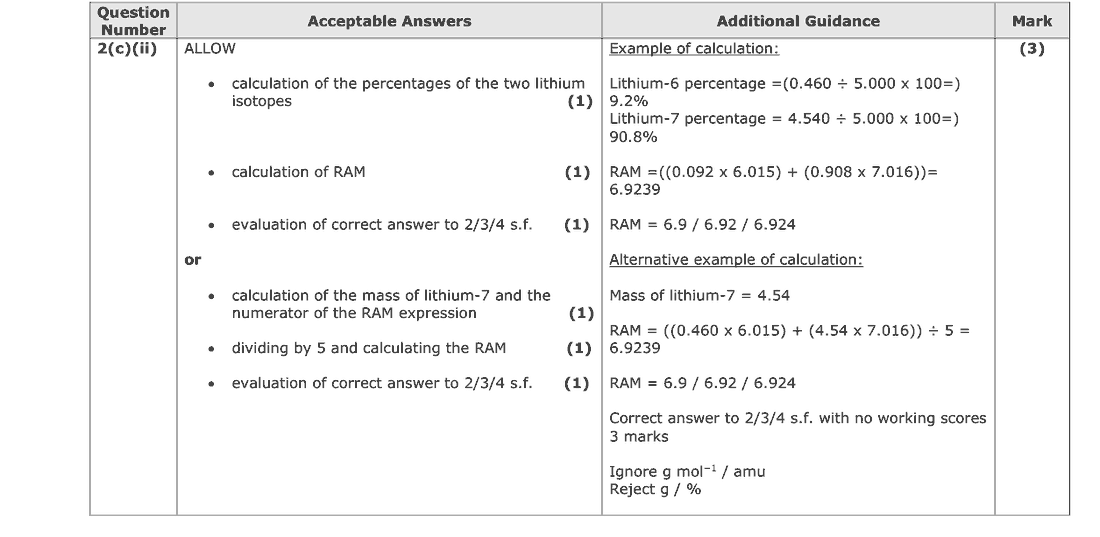 Question Number
Acceptable Answers
Additional Guidance
Mark
2(c)(ii)
ALLOW
• calculation of the percentages of the two lithium
isotopes (1)
• calculation of RAM (1)
• evaluation of correct answer to 2/3/4 s.f. (1)
or
• calculation of the mass of lithium-7 and the
numerator of the RAM expression (1)
• dividing by 5 and calculating the RAM (1)
• evaluation of correct answer to 2/3/4 s.f. (1)
Example of calculation:
Lithium-6 percentage =(0.460 ÷ 5.000 x 100=)
9.2%
Lithium-7 percentage = 4.540 ÷ 5.000 x 100=)
90.8%
RAM =((0.092 x 6.015) + (0.908 x 7.016))=
6.9239
RAM = 6.9 / 6.92 / 6.924
Alternative example of calculation:
Mass of lithium-7 = 4.54
RAM = ((0.460 x 6.015) + (4.54 x 7.016)) ÷ 5 =
6.9239
RAM = 6.9 / 6.92 / 6.924
Correct answer to 2/3/4 s.f. with no working scores
3 marks
Ignore g mol⁻¹ / amu
Reject g / %
(3)